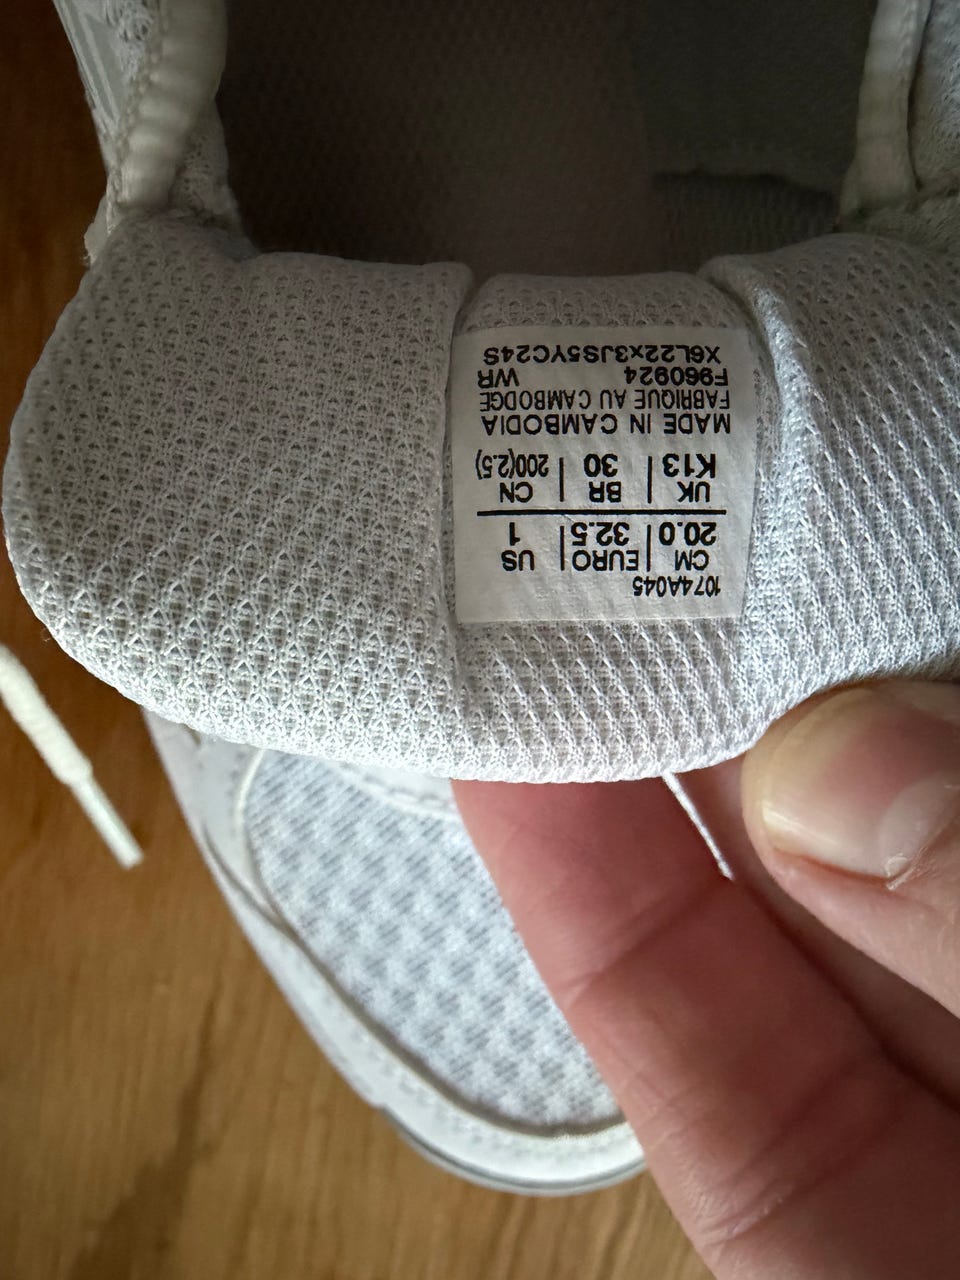 1074A045
CM | EURO | US
20.0 | 32.5 | 1
UK | BR | CN
K13 | 30 | 200(2.5)
MADE IN CAMBODIA
FABRIQUE AU CAMBODGE
F960924 WR
X6L22x3JS5YC24S